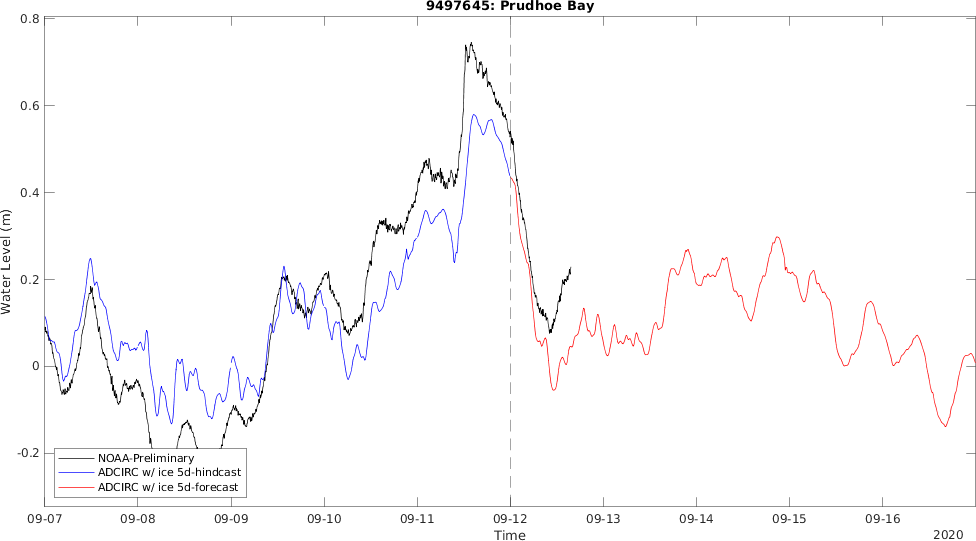 9497645: Prudhoe Bay
0.8
0.6
0.4
0.2
0
-0.2
Water Level (m)
NOAA-Preliminary
ADCIRC w/ ice 5d-hindcast
ADCIRC w/ ice 5d-forecast
09-07 09-08 09-09 09-10 09-11 09-12 09-13 09-14 09-15 09-16
Time
2020